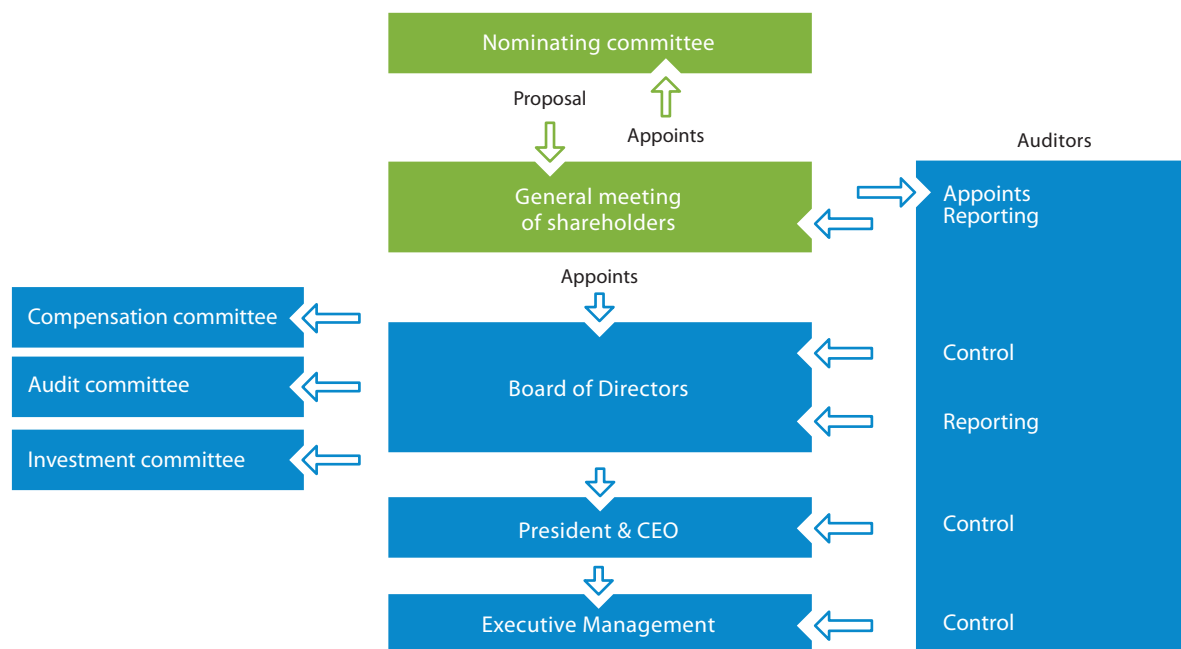 Nominating committee
Proposal
Appoints
Auditors
General meeting
of shareholders
Appoints
Reporting
Appoints
Compensation committee
Audit committee
Investment committee
Board of Directors
Control
Reporting
President & CEO
Control
Executive Management
Control